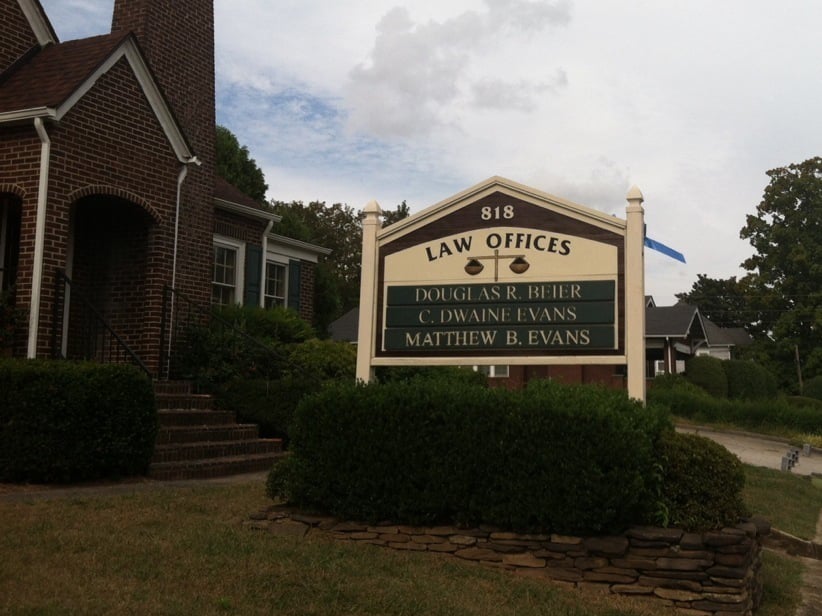 818
LAW OFFICES
DOUGLAS R. BEIER
C. DWAINE EVANS
MATTHEW B. EVANS